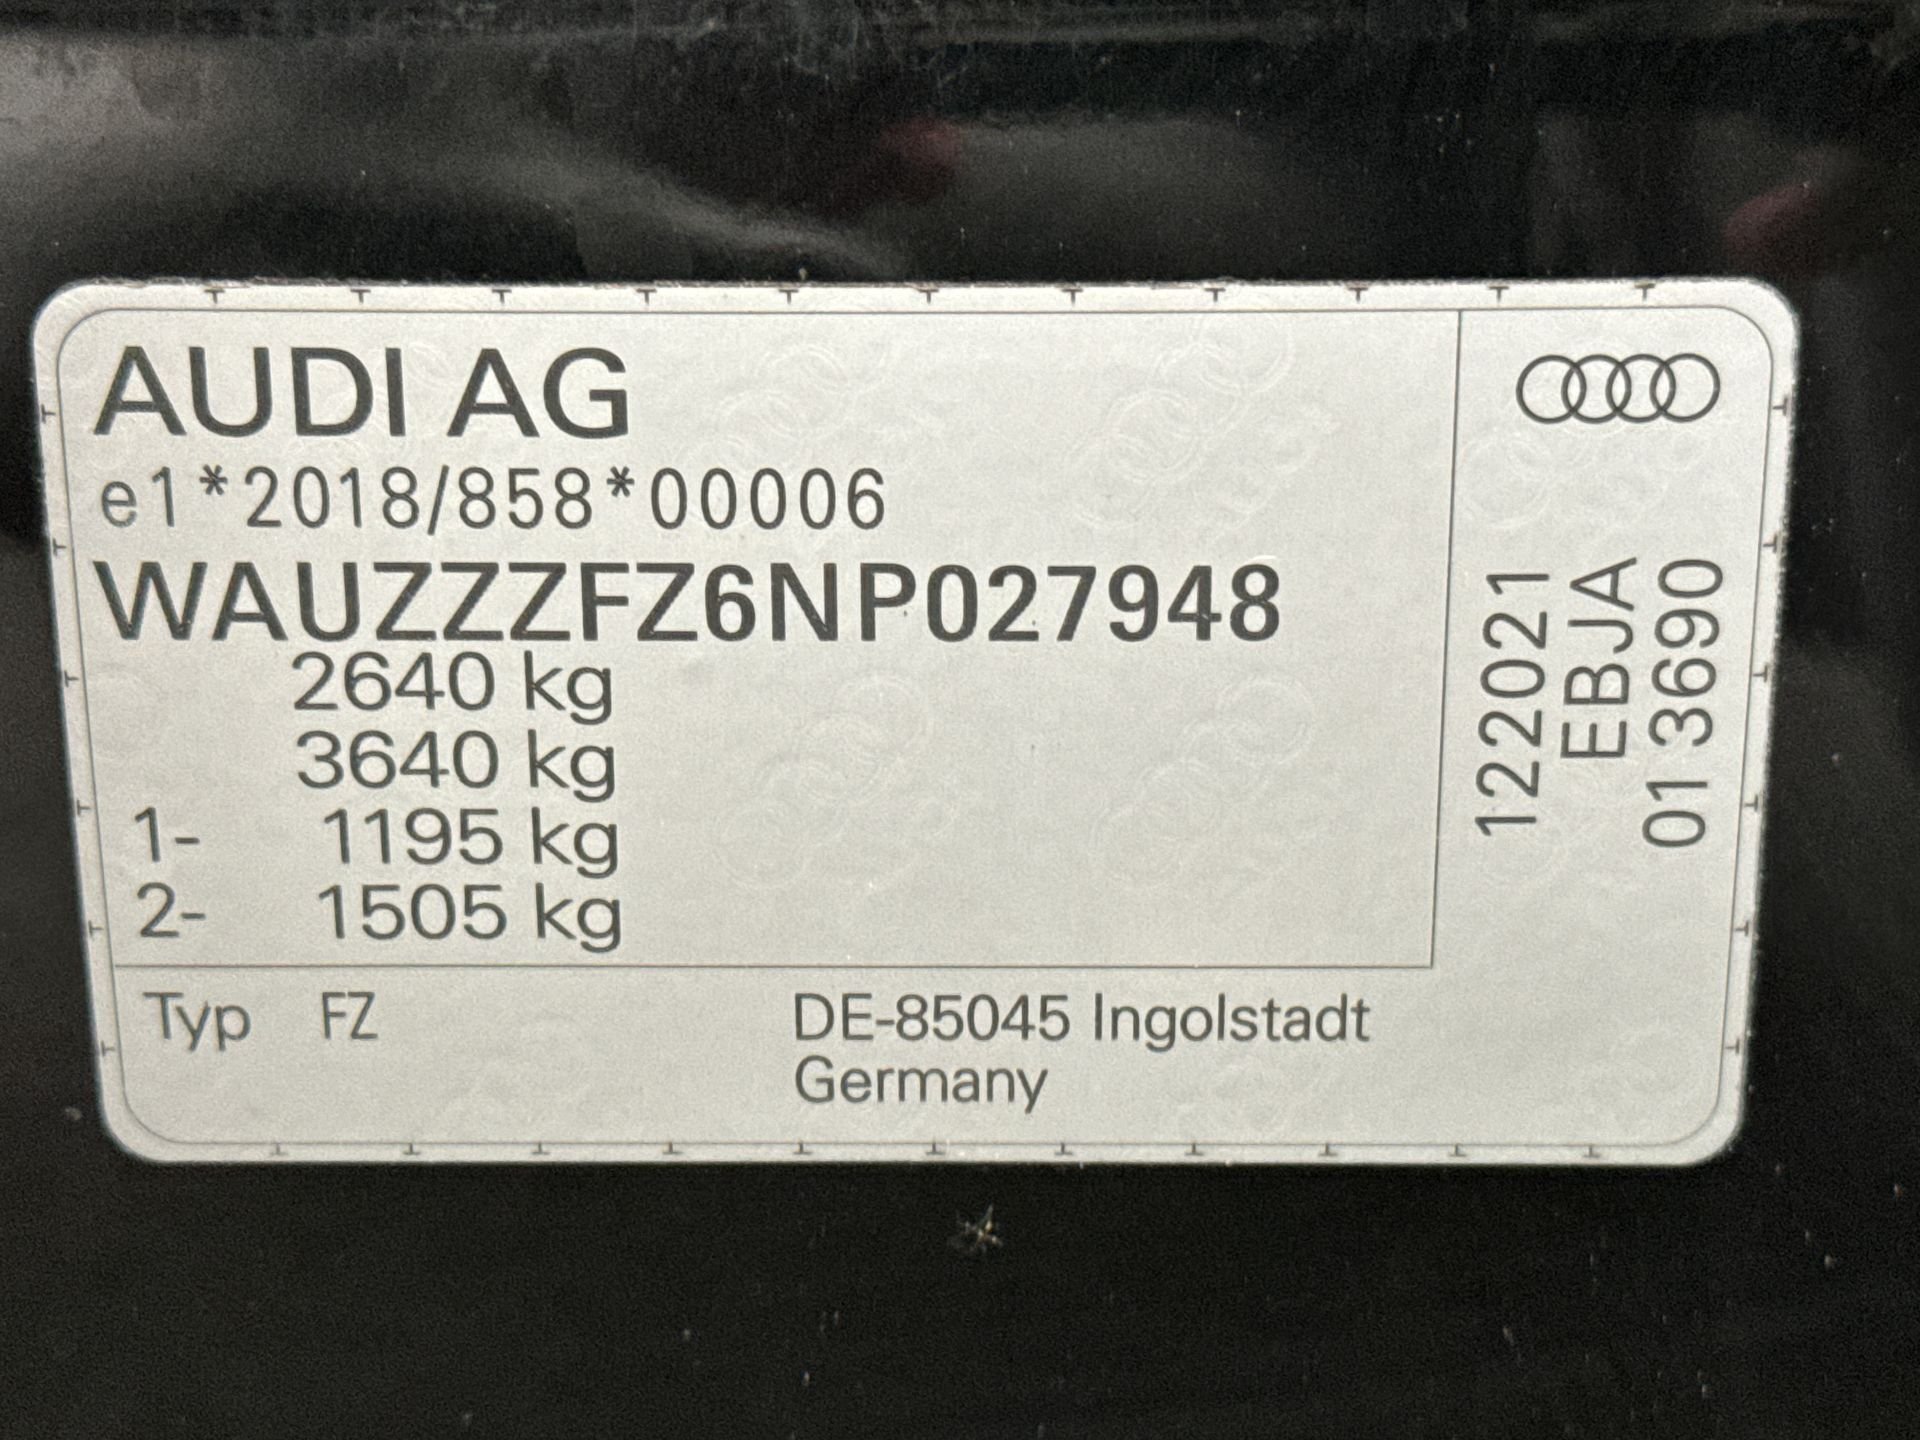 AUDI AG
e1*2018/858*00006
WAUZZZFZ6NP027948
2640 kg
3640 kg
1- 1195 kg
2- 1505 kg
Typ FZ
DE-85045 Ingolstadt
Germany
122021
EBJA
01 3690